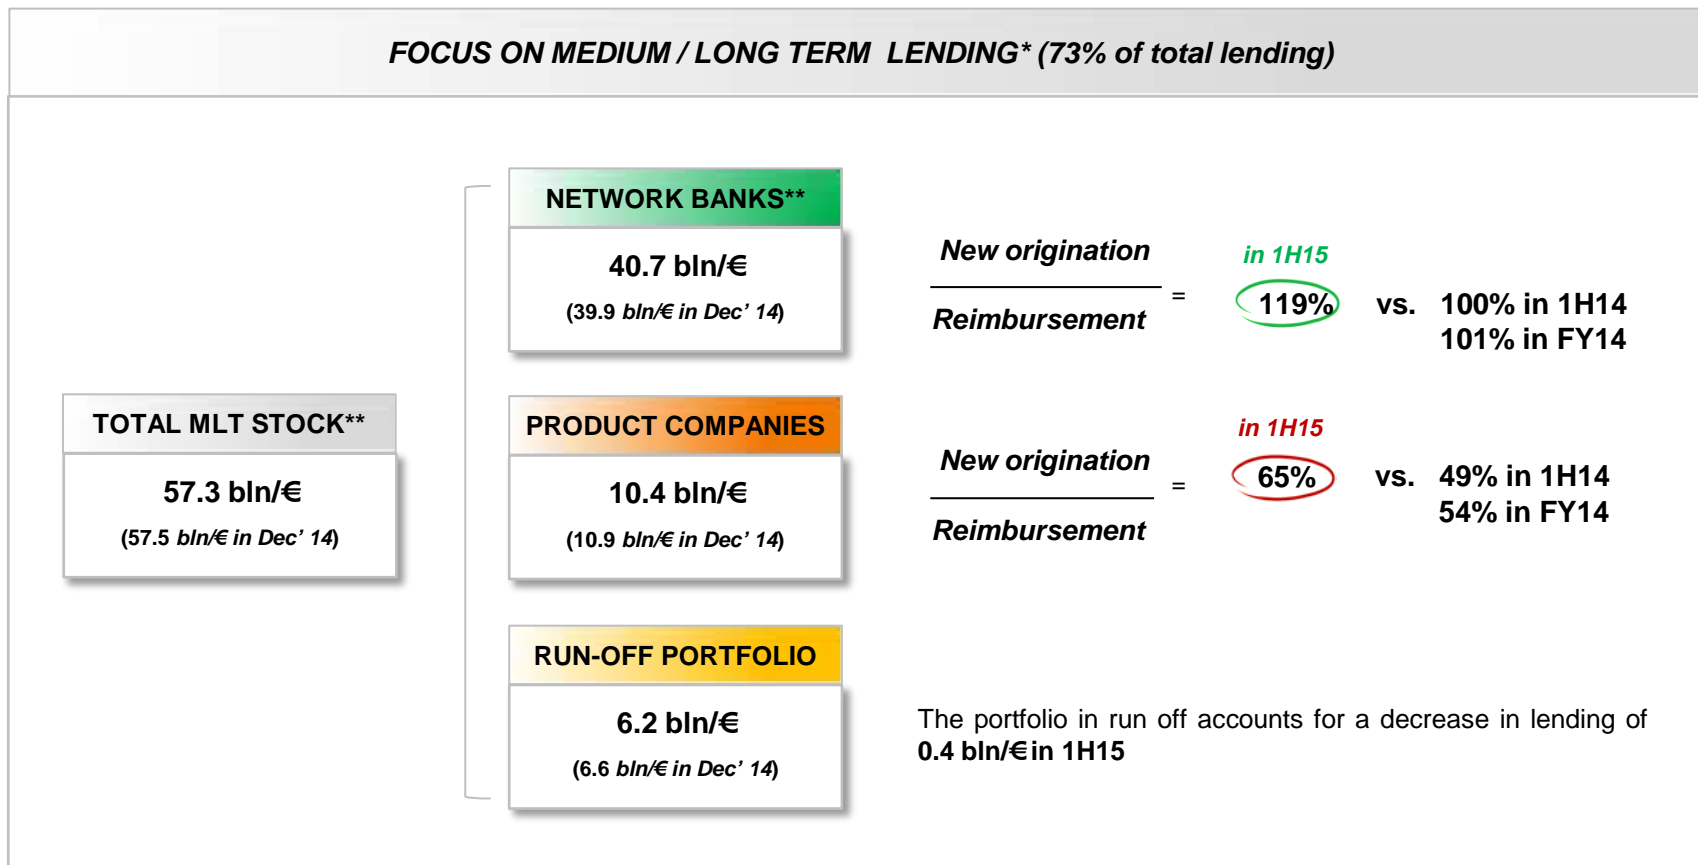 FOCUS ON MEDIUM / LONG TERM LENDING* (73% of total lending)
NETWORK BANKS**
40.7 bln/€
(39.9 bln/€ in Dec’ 14)
New origination
Reimbursement
=
in 1H15
119%
vs.
100% in 1H14
101% in FY14
TOTAL MLT STOCK**
57.3 bln/€
(57.5 bln/€ in Dec’ 14)
PRODUCT COMPANIES
10.4 bln/€
(10.9 bln/€ in Dec’ 14)
New origination
Reimbursement
=
in 1H15
65%
vs.
49% in 1H14
54% in FY14
RUN-OFF PORTFOLIO
6.2 bln/€
(6.6 bln/€ in Dec’ 14)
The portfolio in run off accounts for a decrease in lending of
0.4 bln/€ in 1H15